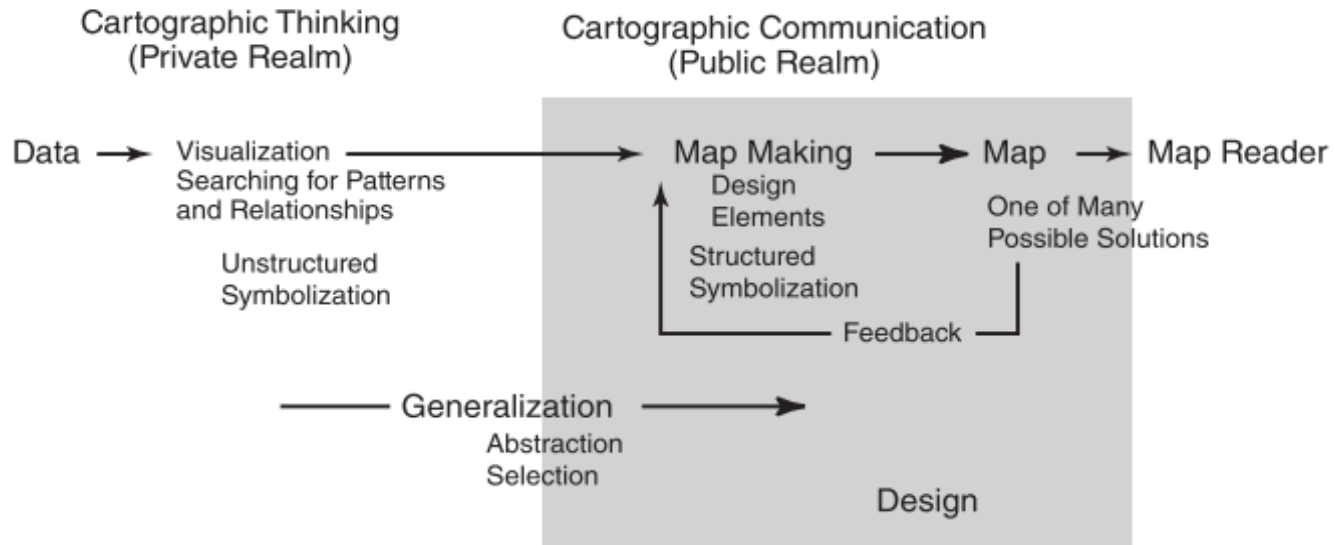 Cartographic Thinking
(Private Realm)
Cartographic Communication
(Public Realm)
Data
Visualization
Searching for Patterns
and Relationships
Unstructured
Symbolization
Map Making
Design
Elements
Structured
Symbolization
Map
One of Many
Possible Solutions
Map Reader
Feedback
Generalization
Abstraction
Selection
Design